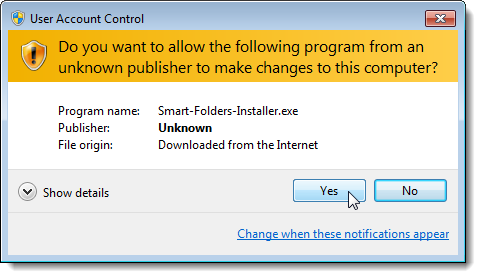 User Account Control
Do you want to allow the following program from an
unknown publisher to make changes to this computer?
Program name: Smart-Folders-Installer.exe
Publisher: Unknown
File origin: Downloaded from the Internet
Show details
Yes
No
Change when these notifications appear